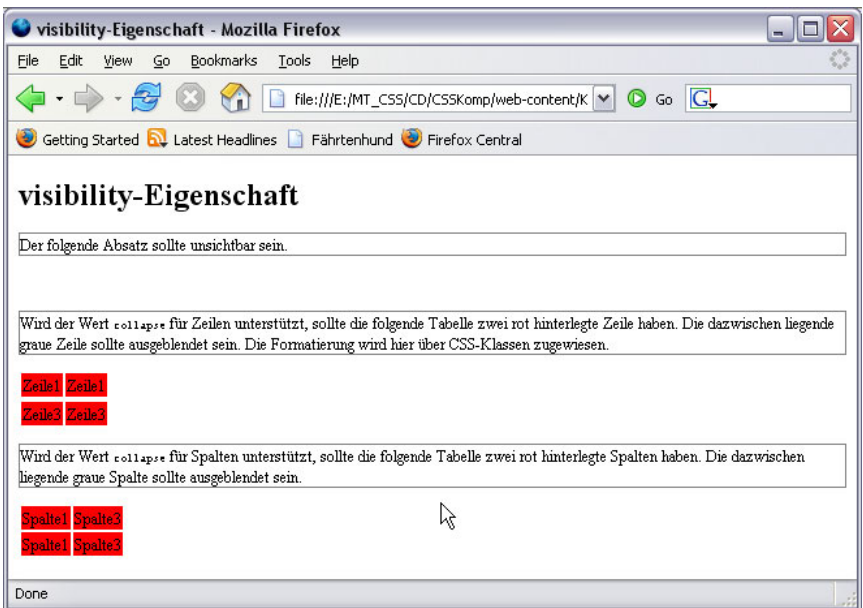 visibility-Eigenschaft - Mozilla Firefox
File Edit View Go Bookmarks Tools Help
file:///E:/MT_CSS/CD/CSSKomp/web-content/K Go G
Getting Started Latest Headlines Fährtenhund Firefox Central
visibility-Eigenschaft
Der folgende Absatz sollte unsichtbar sein.
Wird der Wert collapse für Zeilen unterstützt, sollte die folgende Tabelle zwei rot hinterlegte Zeile haben. Die dazwischen liegende
graue Zeile sollte ausgeblendet sein. Die Formatierung wird hier über CSS-Klassen zugewiesen.
Zeile1 Zeile1
Zeile3 Zeile3
Wird der Wert collapse für Spalten unterstützt, sollte die folgende Tabelle zwei rot hinterlegte Spalten haben. Die dazwischen
liegende graue Spalte sollte ausgeblendet sein.
Spalte1 Spalte3
Spalte1 Spalte3
Done